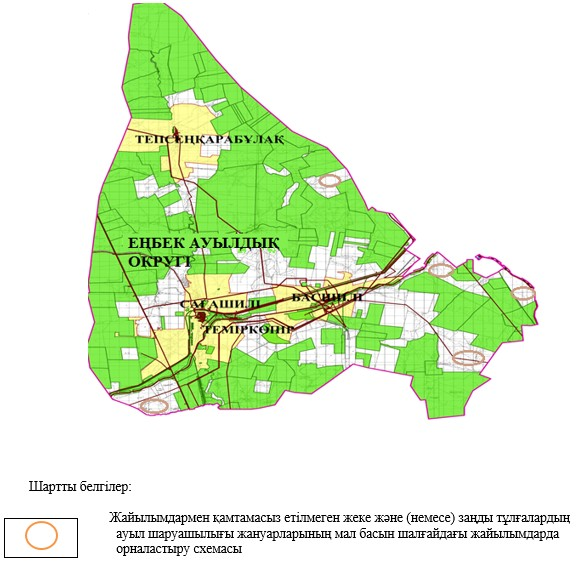 ТЕПСЕҢҚАРАБҰЛАҚ
ЕҢБЕК АУЫЛДЫҚ
ОКРУГІ
САҒАШИЛІ
БАСШИЛІ
ТЕМІРКӨПІР
Шартты белгілер:
Жайылымдармен қамтамасыз етілмеген жеке және (немесе) заңды тұлғалардың
ауыл шаруашылығы жануарларының мал басын шалғайдағы жайылымдарда
орналастыру схемасы